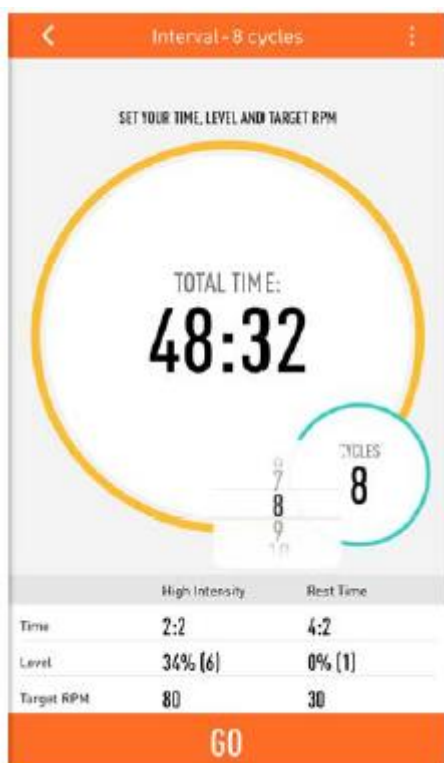 Interval - 8 cycles
SET YOUR TIME, LEVEL AND TARGET RPM
TOTAL TIME:
48:32
CYCLES
8
7
8
9
10
High Intensity Rest Time
Time 2:2 4:2
Level 34% (6) 0% (1)
Target RPM 80 30
GO